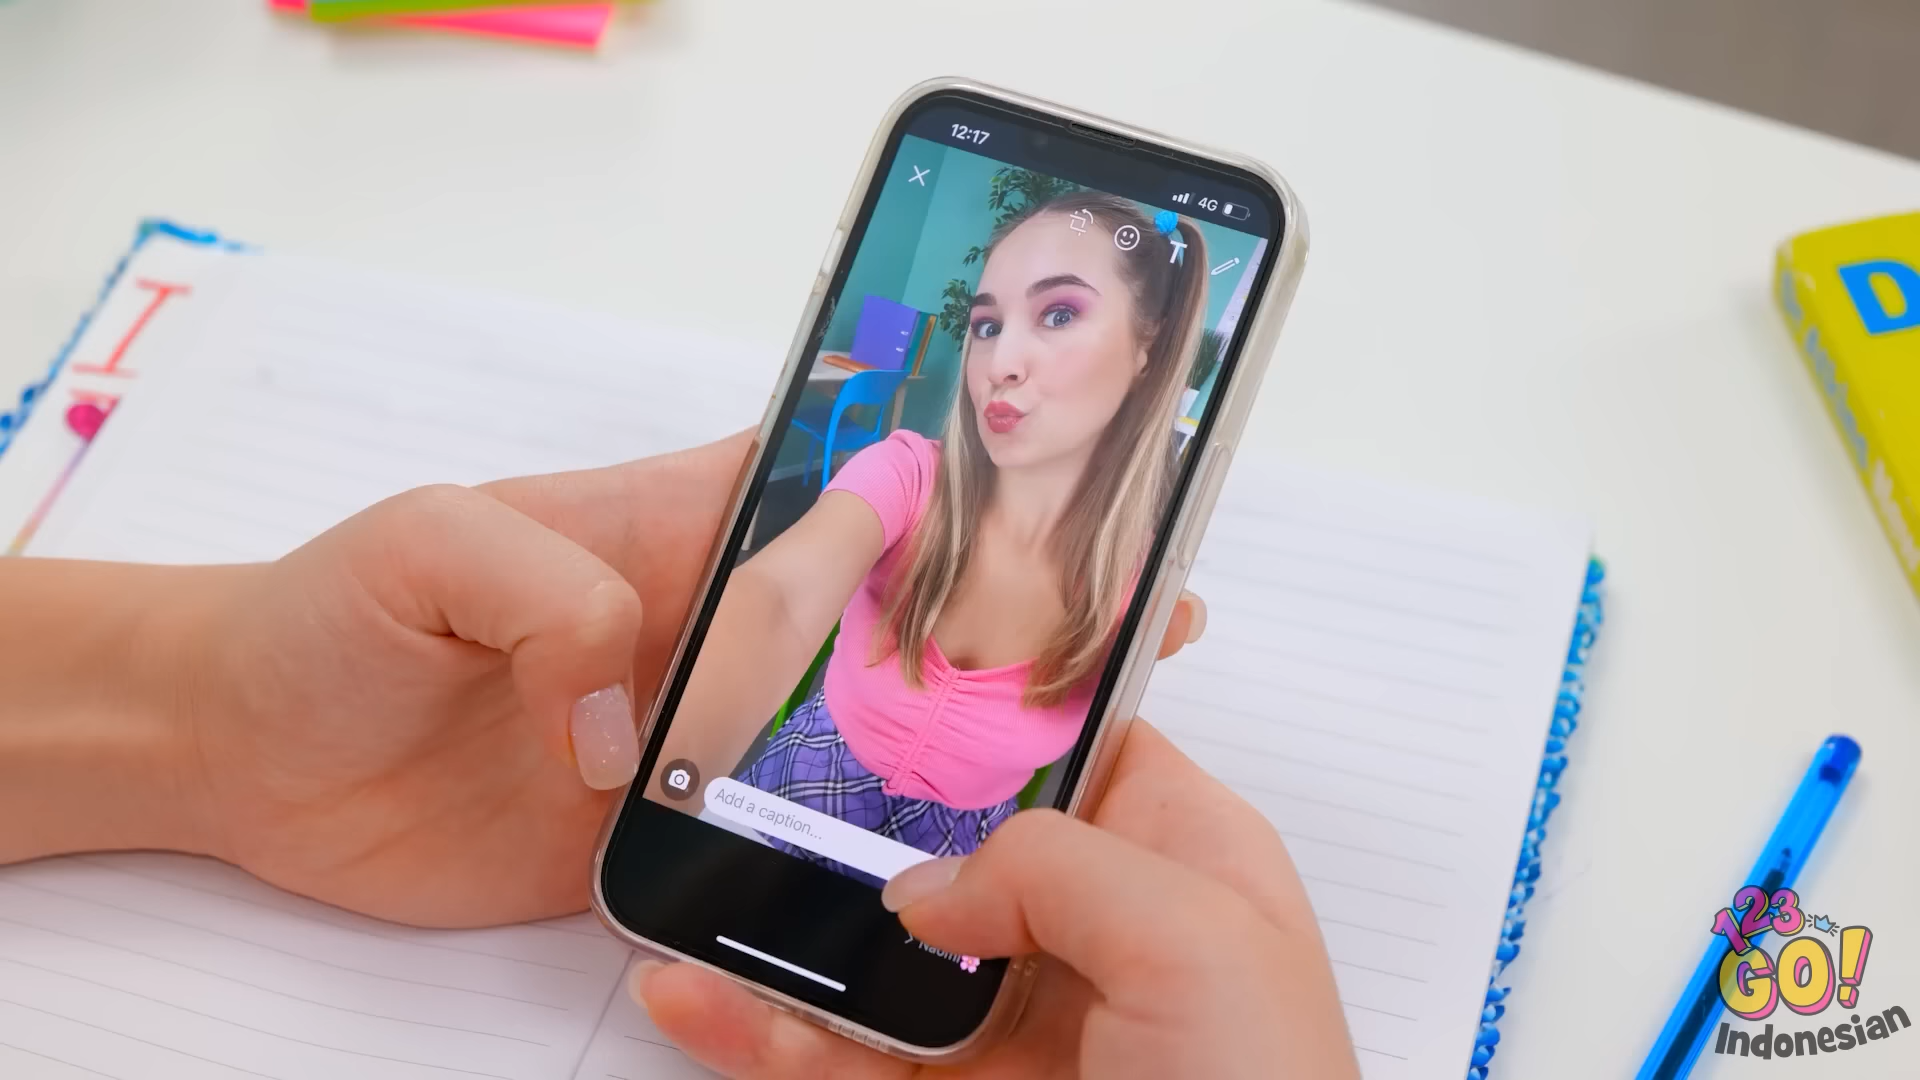 12:17
4G
T
Add a caption...
> Naomi🌸
I
D
123
GO!
Indonesian